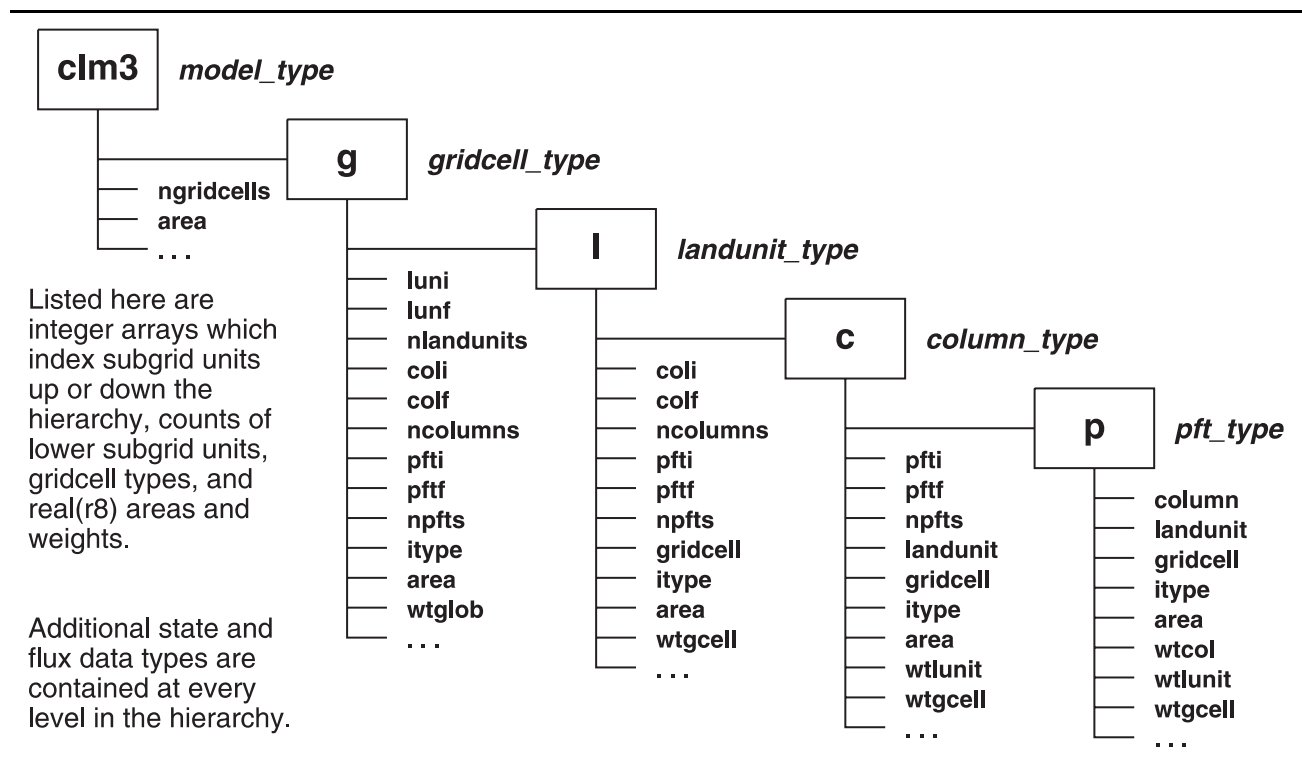 clm3 model_type
g gridcell_type
ngridcells
area
. . .
l landunit_type
luni
lunf
nlandunits
coli
colf
ncolumns
pfti
pftf
npfts
itype
area
wtglob
. . .
c column_type
coli
colf
ncolumns
pfti
pftf
npfts
gridcell
itype
area
wtgcell
. . .
p pft_type
pfti
pftf
npfts
landunit
gridcell
itype
area
wtlunit
wtgcell
. . .
column
landunit
gridcell
itype
area
wtcol
wtlunit
wtgcell
. . .
Listed here are
integer arrays which
index subgrid units
up or down the
hierarchy, counts of
lower subgrid units,
gridcell types, and
real(r8) areas and
weights.
Additional state and
flux data types are
contained at every
level in the hierarchy.